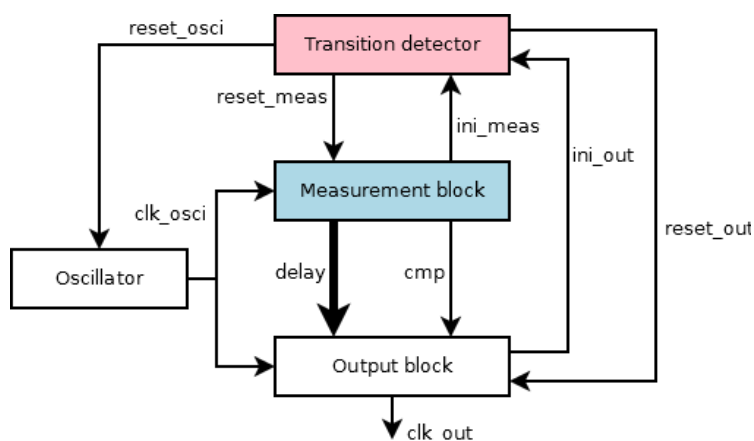 reset_osci
Transition detector
reset_meas
ini_meas
ini_out
clk_osci
Measurement block
reset_out
Oscillator
delay
cmp
Output block
clk_out